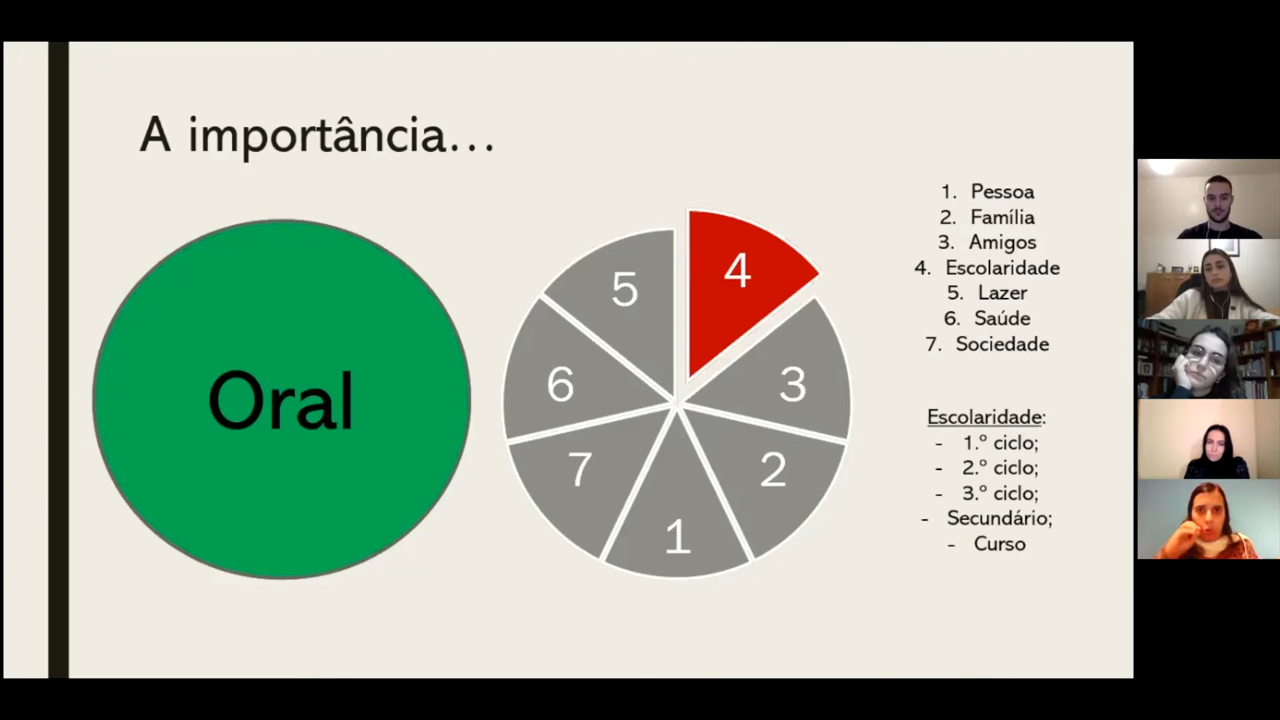 A importância...
Oral
4
5
3
6
2
7
1
1. Pessoa
2. Família
3. Amigos
4. Escolaridade
5. Lazer
6. Saúde
7. Sociedade
Escolaridade:
- 1.º ciclo;
- 2.º ciclo;
- 3.º ciclo;
- Secundário;
- Curso